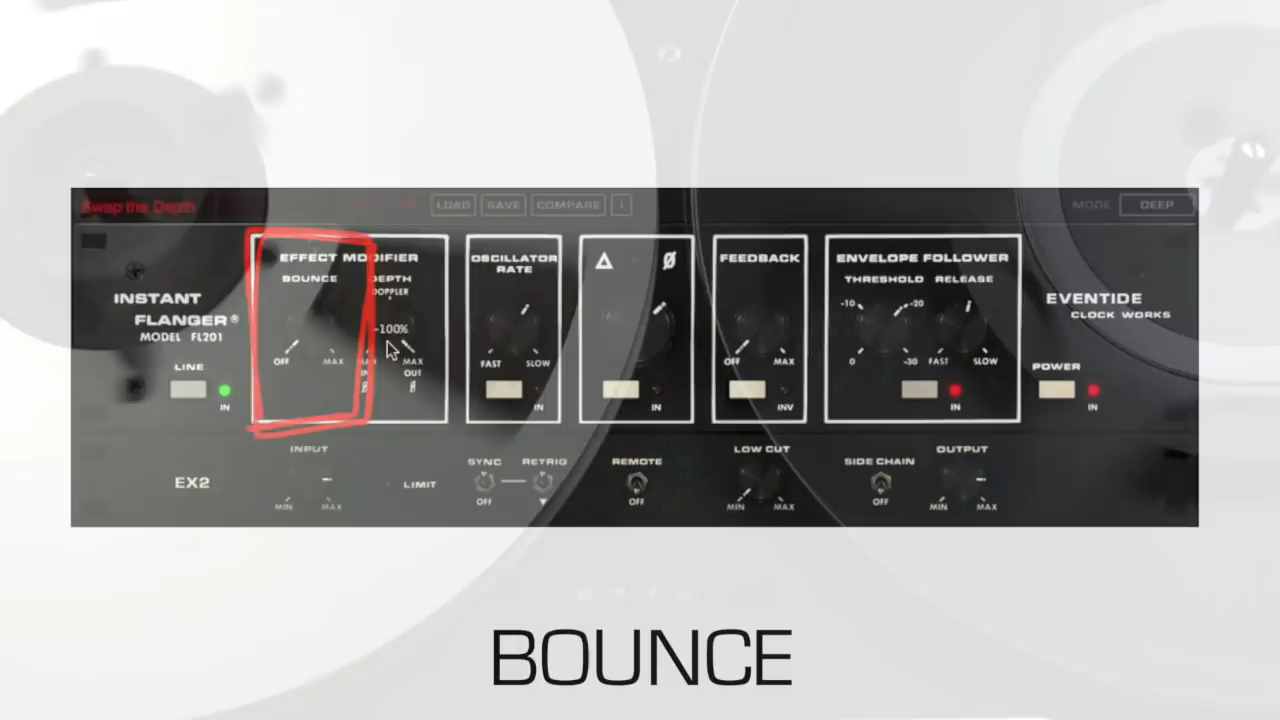 Swap the Depth
LOAD SAVE COMPARE i MODE DEEP
EFFECT MODIFIER
BOUNCE DEPTH
DOPPLER
-100%
OFF MAX MAX
IN OUT
OSCILLATOR
RATE
FAST SLOW
IN
Δ Ø
IN
FEEDBACK
OFF MAX
INV
ENVELOPE FOLLOWER
THRESHOLD RELEASE
-10 -20
0 -30 FAST SLOW
IN
INSTANT
FLANGER®
MODEL FL201
LINE
IN
EVENTIDE
CLOCK WORKS
POWER
IN
EX2
INPUT
MIN MAX
LIMIT
SYNC RETRIG
OFF
REMOTE
OFF
LOW CUT
MIN MAX
SIDE CHAIN
OFF
OUTPUT
MIN MAX
BOUNCE